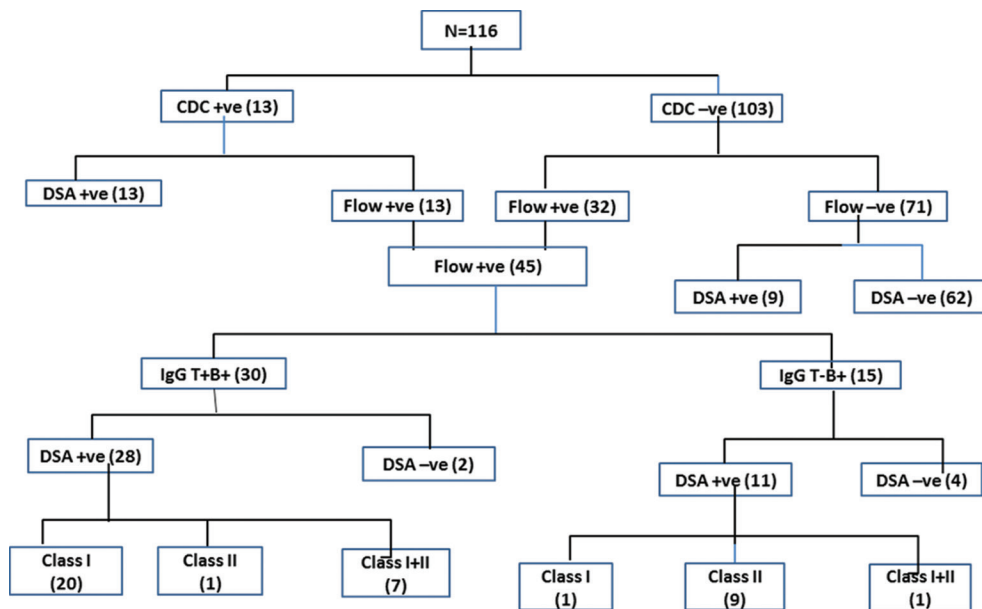 N=116
CDC +ve (13)
CDC –ve (103)
DSA +ve (13)
Flow +ve (13)
Flow +ve (32)
Flow –ve (71)
Flow +ve (45)
DSA +ve (9)
DSA –ve (62)
IgG T+B+ (30)
IgG T-B+ (15)
DSA +ve (28)
DSA –ve (2)
DSA +ve (11)
DSA –ve (4)
Class I
(20)
Class II
(1)
Class I+II
(7)
Class I
(1)
Class II
(9)
Class I+II
(1)